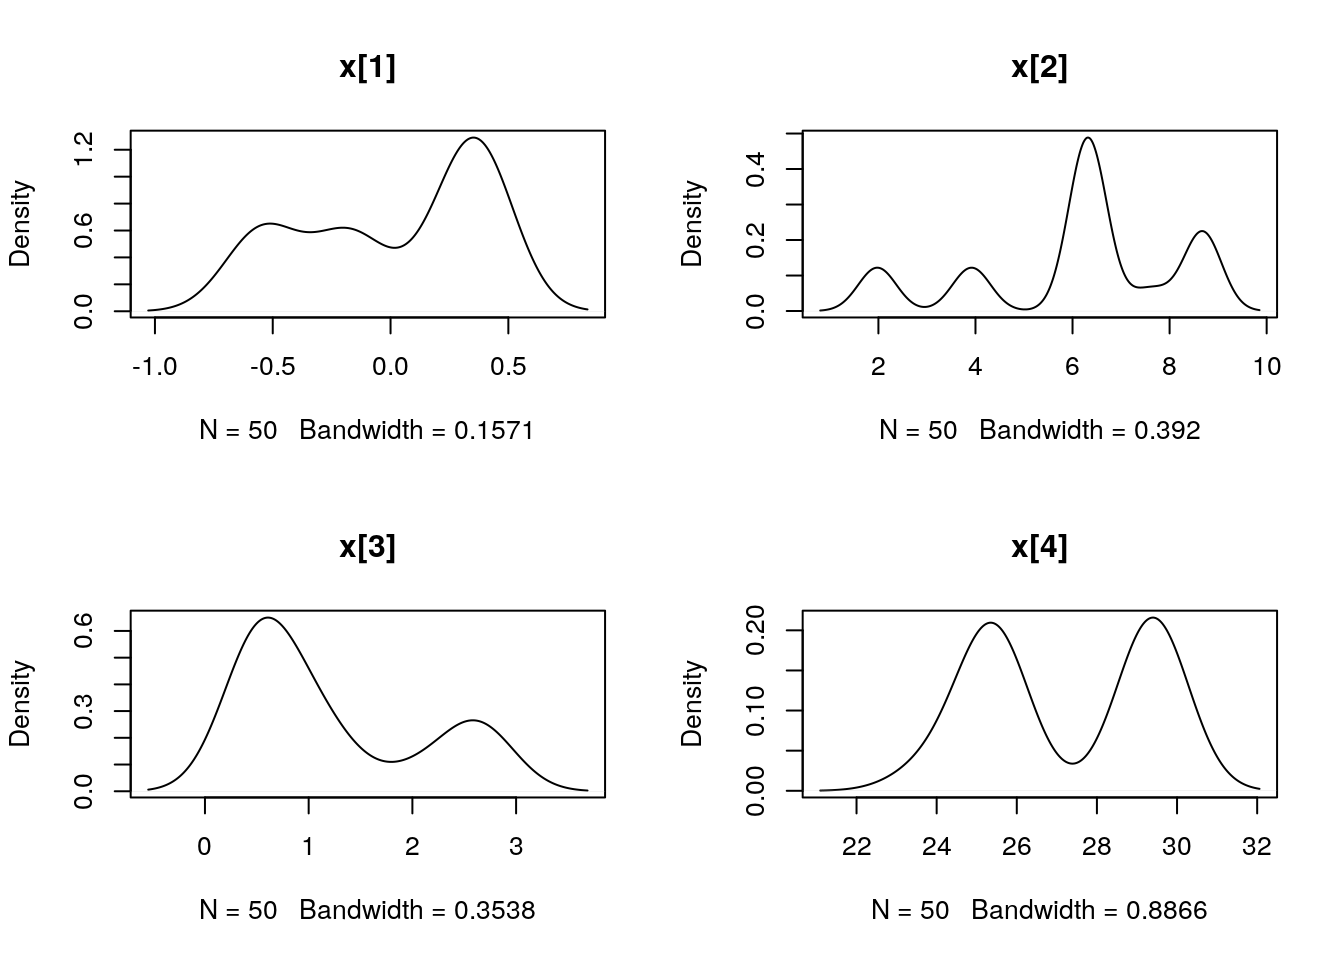 x[1]
Density
0.0 0.6 1.2
-1.0 -0.5 0.0 0.5
N = 50 Bandwidth = 0.1571
x[2]
Density
0.0 0.2 0.4
2 4 6 8 10
N = 50 Bandwidth = 0.392
x[3]
Density
0.0 0.3 0.6
0 1 2 3
N = 50 Bandwidth = 0.3538
x[4]
Density
0.00 0.10 0.20
22 24 26 28 30 32
N = 50 Bandwidth = 0.8866